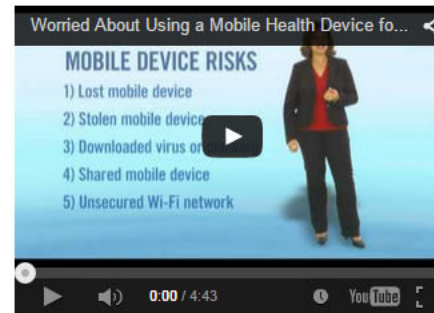 Worried About Using a Mobile Health Device fo...
MOBILE DEVICE RISKS
1) Lost mobile device
2) Stolen mobile device
3) Downloaded virus or
4) Shared mobile device
5) Unsecured Wi-Fi network
0:00 / 4:43
YouTube